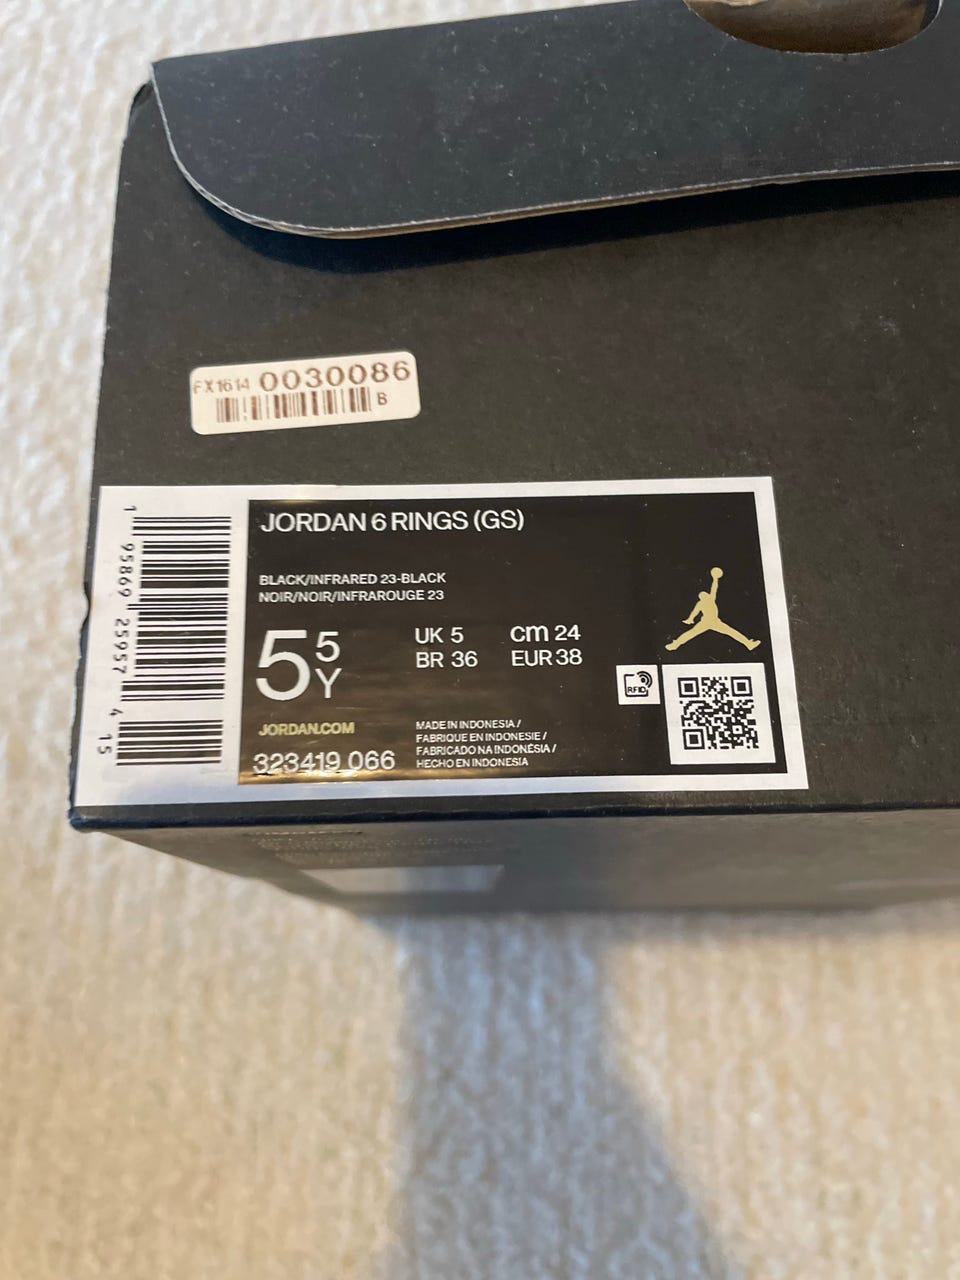 FX1614 0030086
B
JORDAN 6 RINGS (GS)
BLACK/INFRARED 23-BLACK
NOIR/NOIR/INFRAROUGE 23
5 5 Y
UK 5 cm 24
BR 36 EUR 38
RFID
JORDAN.COM
323419 066
MADE IN INDONESIA /
FABRIQUE EN INDONESIE /
FABRICADO NA INDONÉSIA /
HECHO EN INDONESIA
1 95869 25957 4 15